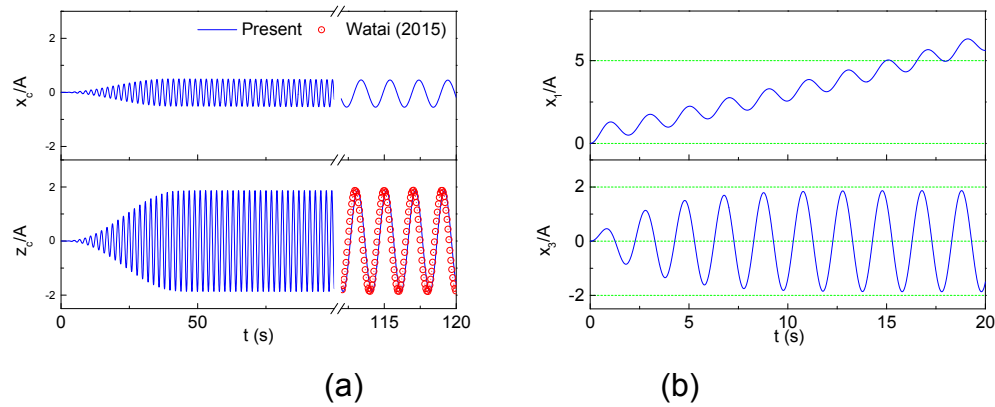 Present Watai (2015)
x_c/A
2
0
-2
z_c/A
2
0
-2
0 50 115 120
t (s)
(a)
x_1/A
5
0
x_3/A
2
0
-2
0 5 10 15 20
t (s)
(b)